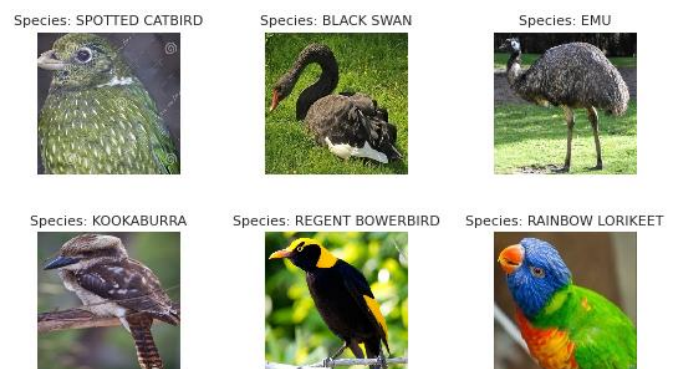 Species: SPOTTED CATBIRD
Species: BLACK SWAN
Species: EMU
Species: KOOKABURRA
Species: REGENT BOWERBIRD
Species: RAINBOW LORIKEET